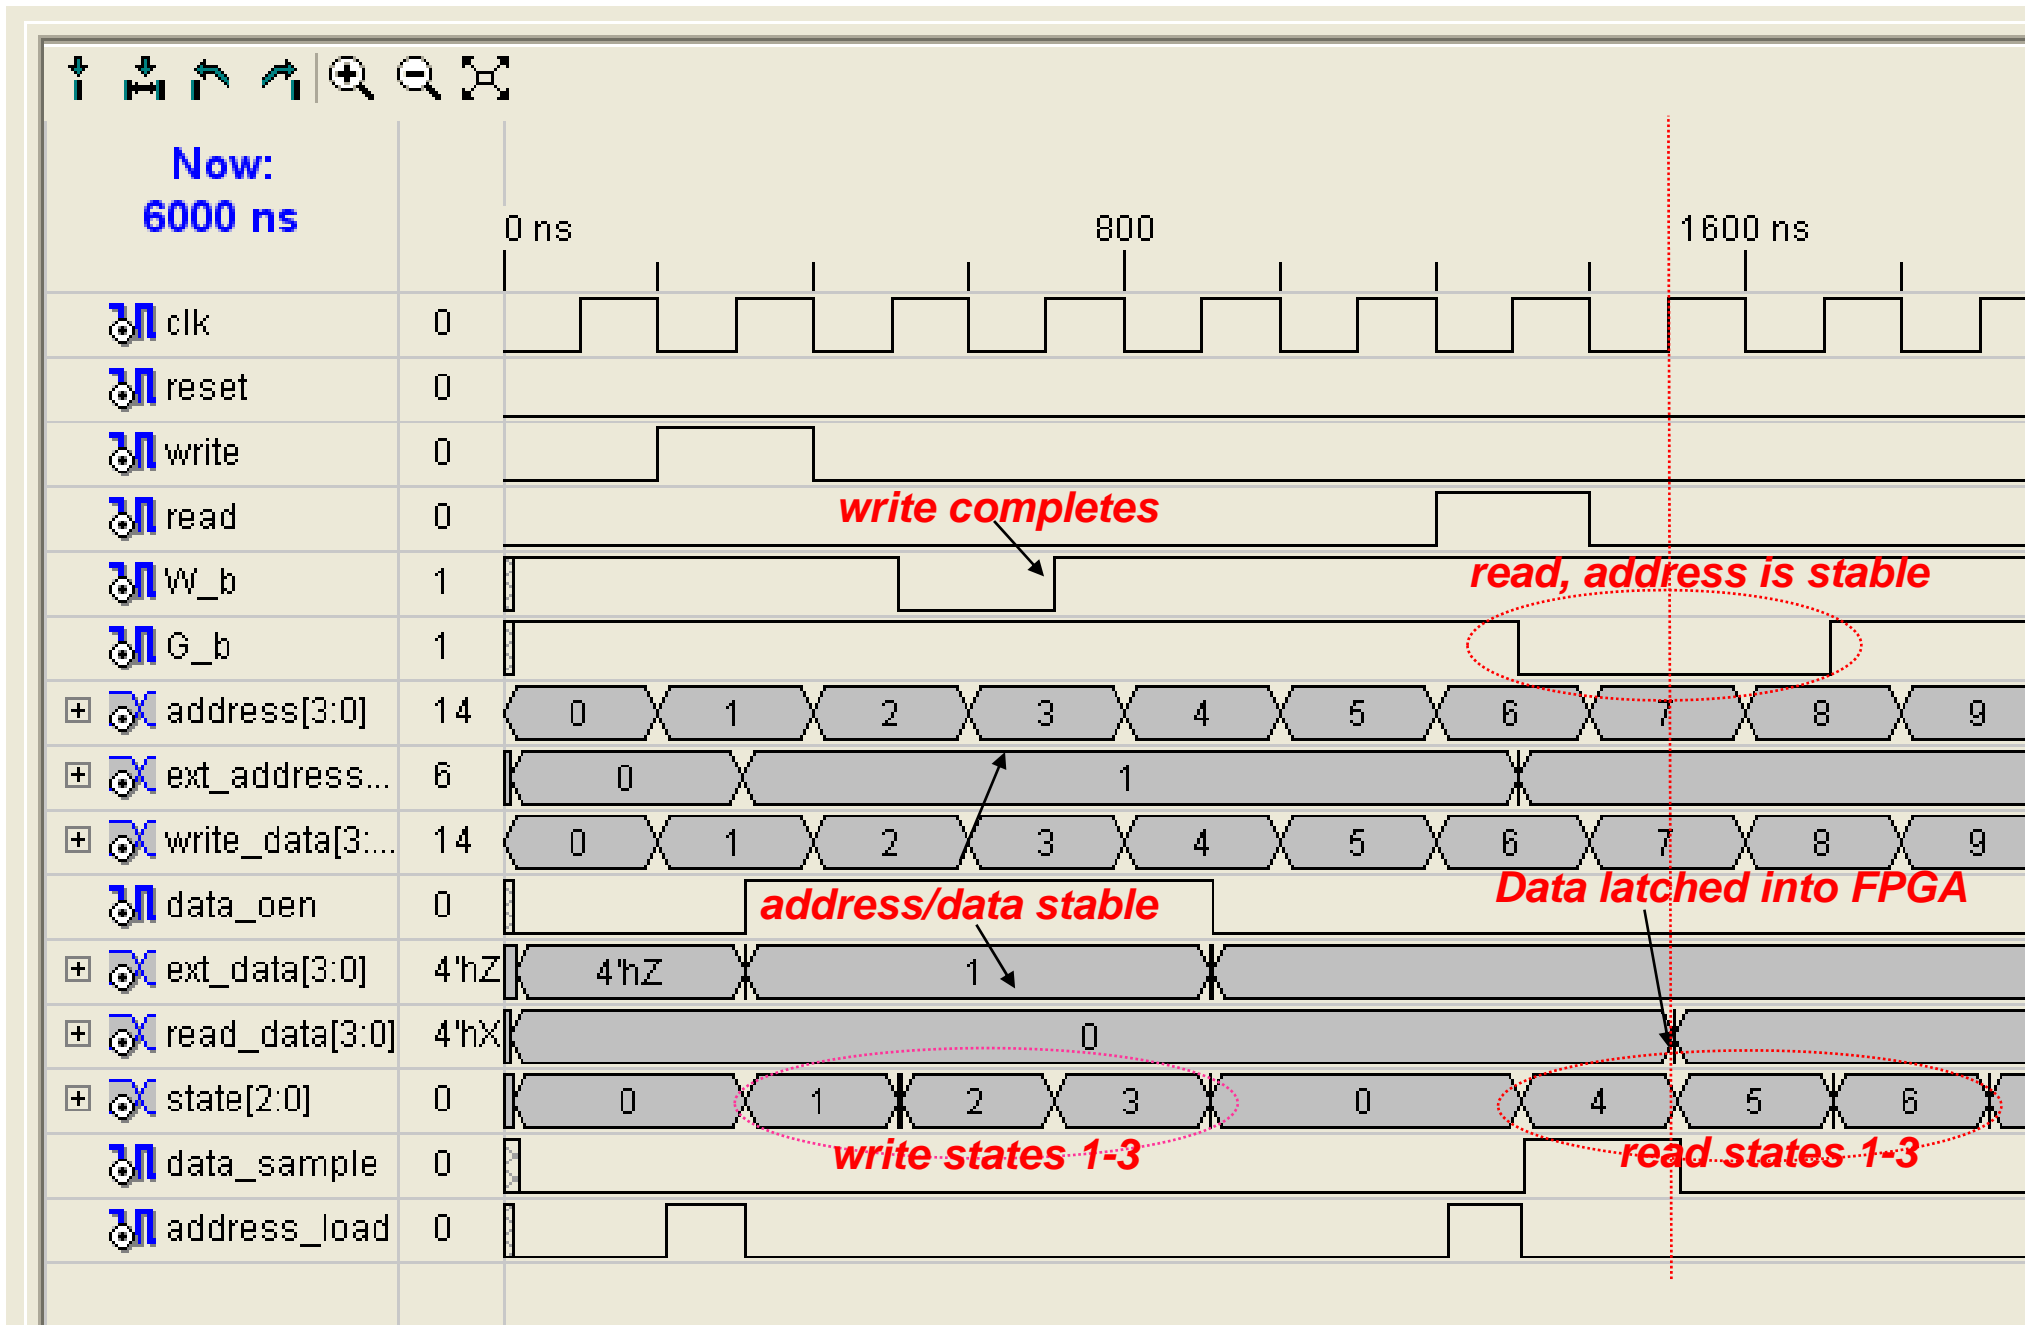 Now:
6000 ns
0 ns 800 1600 ns
clk 0
reset 0
write 0
read 0
write completes
W_b 1
read, address is stable
G_b 1
address[3:0] 14 0 1 2 3 4 5 6 7 8 9
ext_address... 6 0 1
write_data[3:... 14 0 1 2 3 4 5 6 7 8 9
Data latched into FPGA
data_oen 0
address/data stable
ext_data[3:0] 4'hZ 4'hZ 1
read_data[3:0] 4'hX 0
state[2:0] 0 0 1 2 3 0 4 5 6
write states 1-3
read states 1-3
data_sample 0
address_load 0